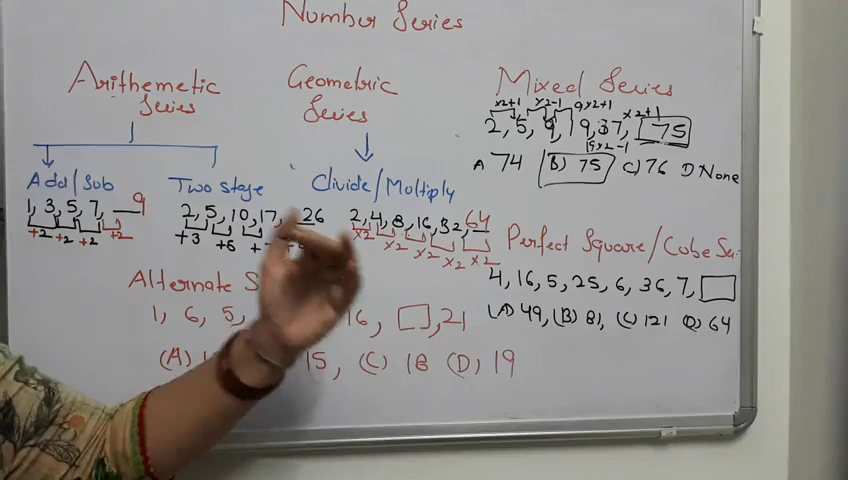 Number Series
Arithemetic
Series
Add/Sub
1, 3, 5, 7, __ 9
+2 +2 +2 +2
Two stage
2, 5, 10, 17, 26
+3 +5
Geometric
Series
Divide/Multiply
2, 4, 8, 16, 32, 64
x2 x2 x2 x2 x2
Mixed Series
x2+1 x2-1 9x2+1 x2+1
2, 5, 9, 19, 37, 75
19x2-1
A 74 (B) 75 C) 76 D None
Perfect Square/Cube Se
4, 16, 5, 25, 6, 36, 7,
(A) 49, (B) 81, (C) 121 (D) 64
Alternate S
1, 6, 5, 16, , 21
(A) 1 15, (C) 18 (D) 19